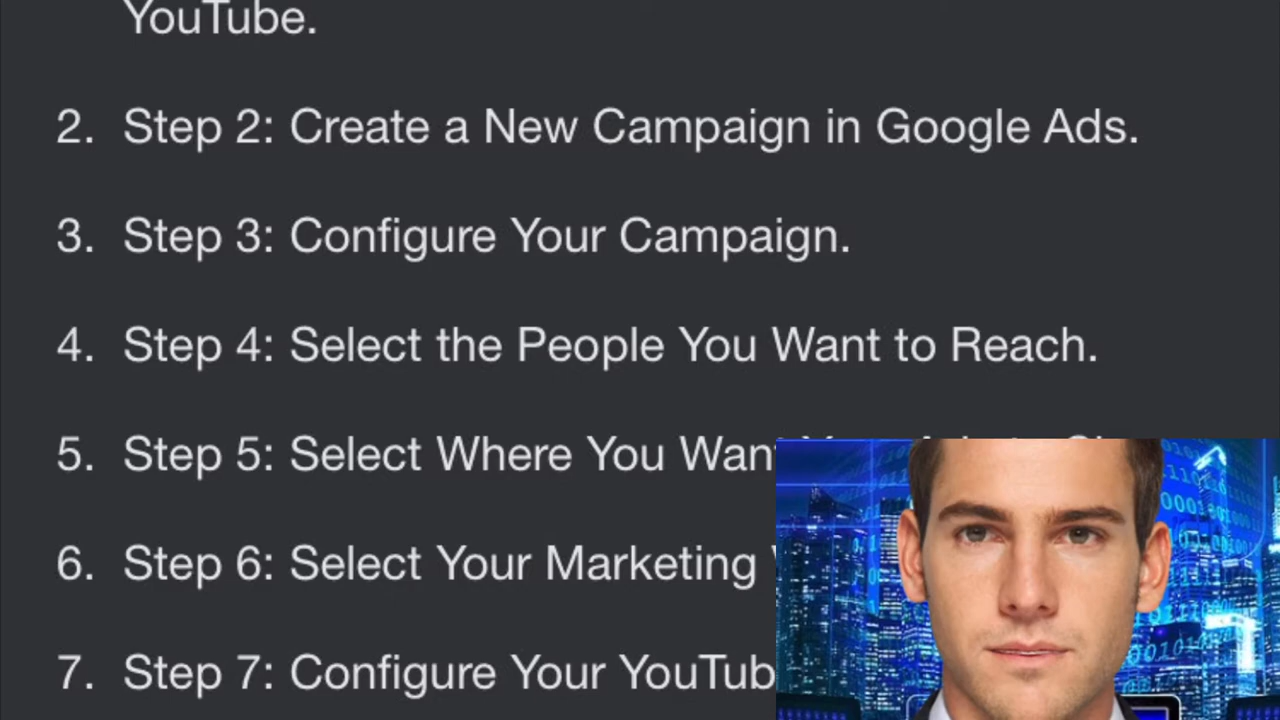 YouTube.
2. Step 2: Create a New Campaign in Google Ads.
3. Step 3: Configure Your Campaign.
4. Step 4: Select the People You Want to Reach.
5. Step 5: Select Where You Want
6. Step 6: Select Your Marketing
7. Step 7: Configure Your